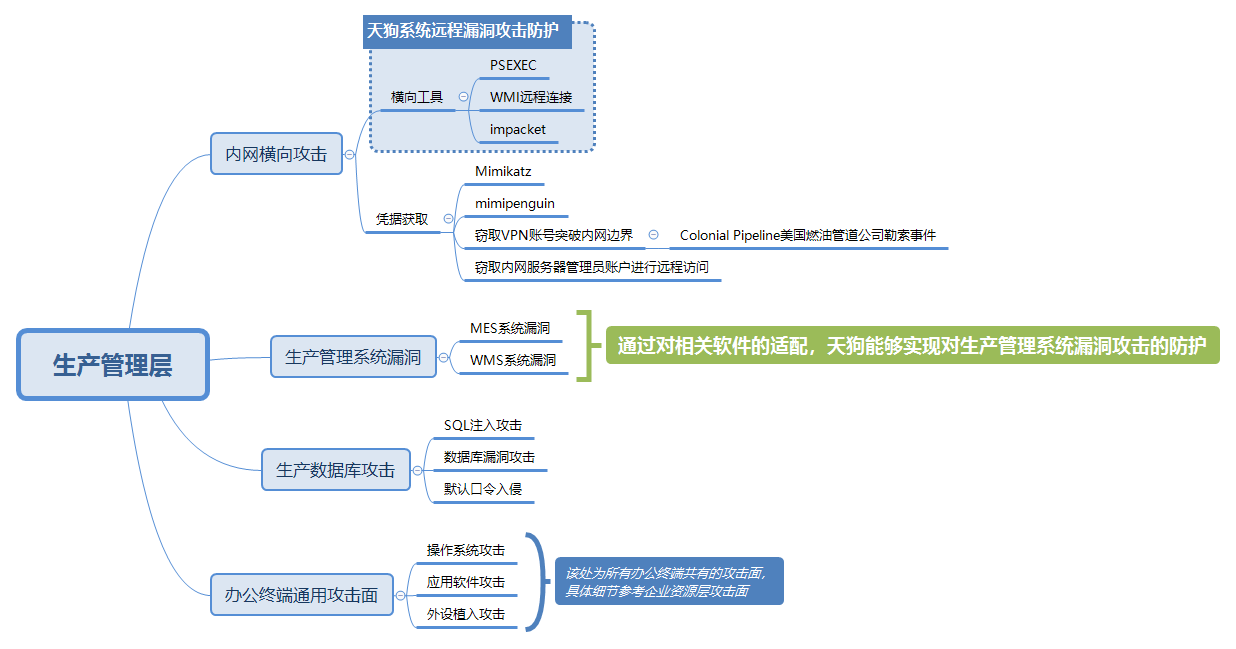 天狗系统远程漏洞攻击防护
PSEXEC
横向工具
WMI远程连接
impacket
内网横向攻击
Mimikatz
mimipenguin
凭据获取
窃取VPN账号突破内网边界
Colonial Pipeline美国燃油管道公司勒索事件
窃取内网服务器管理员账户进行远程访问
生产管理层
生产管理系统漏洞
MES系统漏洞
WMS系统漏洞
通过对相关软件的适配，天狗能够实现对生产管理系统漏洞攻击的防护
生产数据库攻击
SQL注入攻击
数据库漏洞攻击
默认口令入侵
办公终端通用攻击面
操作系统攻击
应用软件攻击
外设植入攻击
该处为所有办公终端共有的攻击面，
具体细节参考企业资源层攻击面